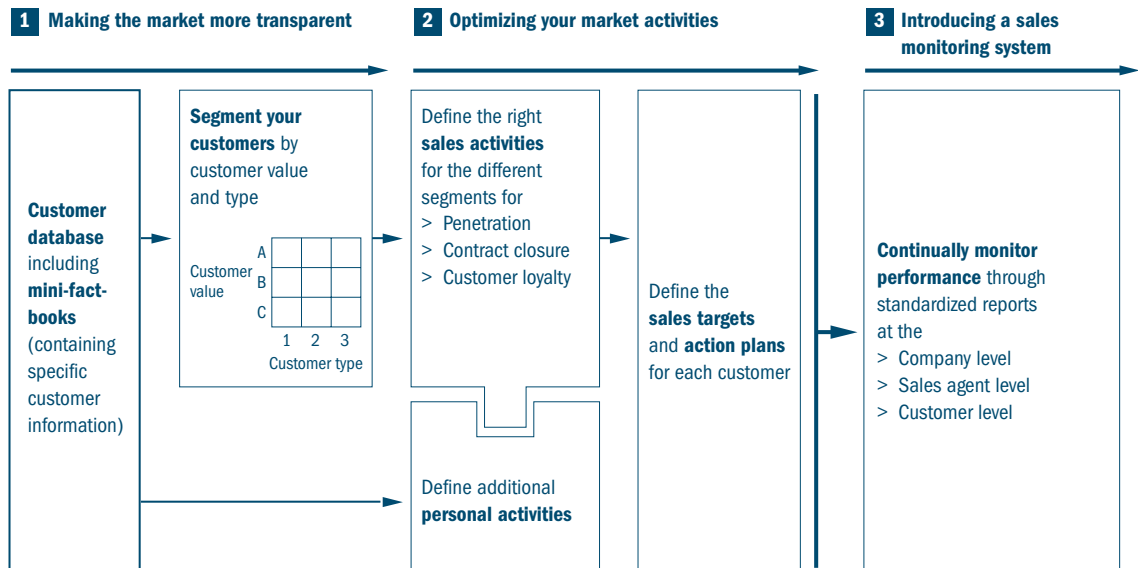 1 Making the market more transparent
2 Optimizing your market activities
3 Introducing a sales
monitoring system
Customer
database
including
mini-fact-
books
(containing
specific
customer
information)
Segment your
customers by
customer value
and type
Customer
value
A
B
C
1 2 3
Customer type
Define the right
sales activities
for the different
segments for
> Penetration
> Contract closure
> Customer loyalty
Define additional
personal activities
Define the
sales targets
and action plans
for each customer
Continually monitor
performance through
standardized reports
at the
> Company level
> Sales agent level
> Customer level